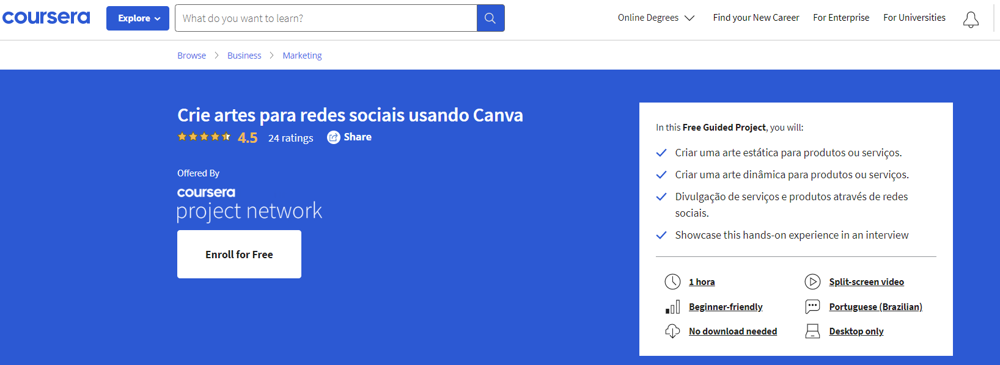 coursera
Explore
What do you want to learn?
Online Degrees
Find your New Career
For Enterprise
For Universities
Browse
Business
Marketing
Crie artes para redes sociais usando Canva
4.5
24 ratings
Share
Offered By
coursera
project network
Enroll for Free
In this Free Guided Project, you will:
Criar uma arte estática para produtos ou serviços.
Criar uma arte dinâmica para produtos ou serviços.
Divulgação de serviços e produtos através de redes
sociais.
Showcase this hands-on experience in an interview
1 hora
Split-screen video
Beginner-friendly
Portuguese (Brazilian)
No download needed
Desktop only